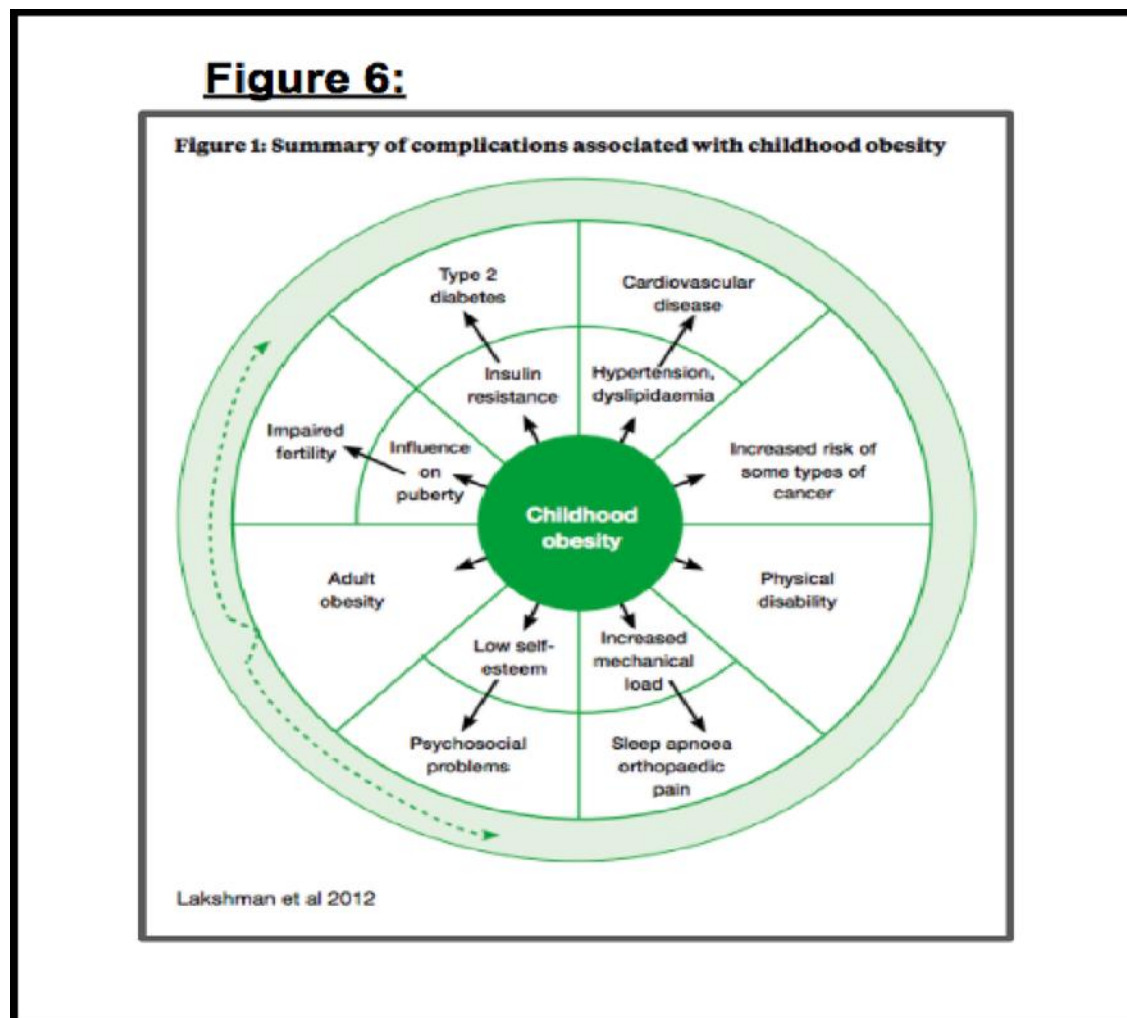 Figure 6:
Figure 1: Summary of complications associated with childhood obesity
Type 2
diabetes
Cardiovascular
disease
Insulin
resistance
Hypertension,
dyslipidaemia
Impaired
fertility
Influence
on
puberty
Increased risk of
some types of
cancer
Childhood
obesity
Adult
obesity
Physical
disability
Low self-
esteem
Increased
mechanical
load
Psychosocial
problems
Sleep apnoea
orthopaedic
pain
Lakshman et al 2012